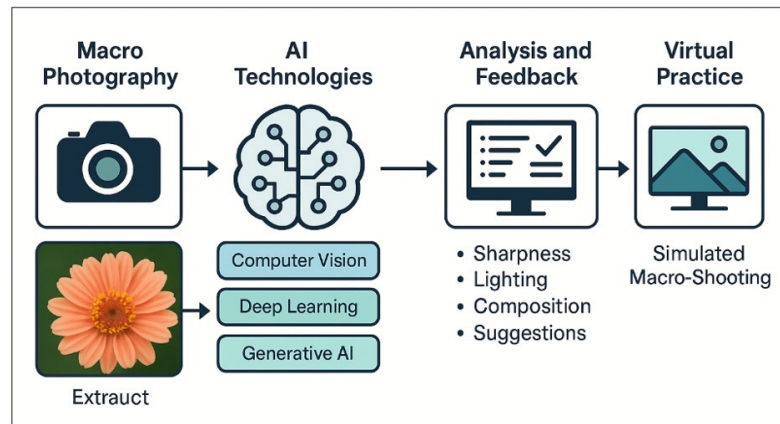 Macro
Photography
AI
Technologies
Analysis and
Feedback
Virtual
Practice
Computer Vision
Deep Learning
Generative AI
Extrauct
• Sharpness
• Lighting
• Composition
• Suggestions
Simulated
Macro-Shooting